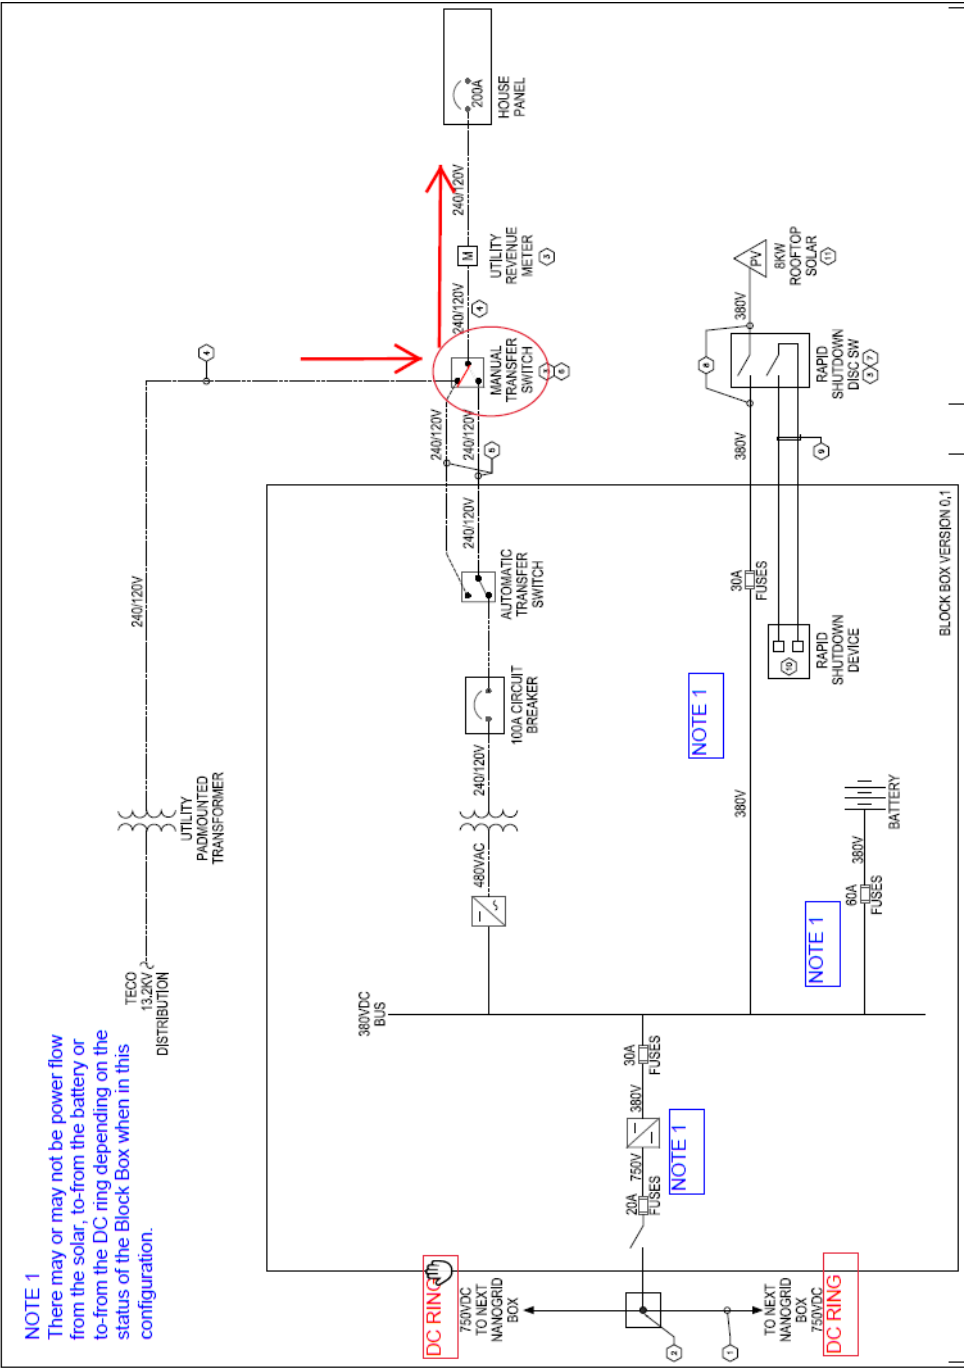 NOTE 1
There may or may not be power flow
from the solar, to-from the battery or
to-from the DC ring depending on the
status of the Block Box when in this
configuration.
TECO
13.2KV
DISTRIBUTION
UTILITY
PADMOUNTED
TRANSFORMER
240/120V
4
200A
HOUSE
PANEL
240/120V
M
UTILITY
REVENUE
METER
3
240/120V
4
MANUAL
TRANSFER
SWITCH
6
240/120V
240/120V
5
240/120V
AUTOMATIC
TRANSFER
SWITCH
100A CIRCUIT
BREAKER
240/120V
480VAC
380VDC
BUS
PV
8KW
ROOFTOP
SOLAR
11
380V
8
RAPID
SHUTDOWN
DISC SW
3
7
380V
9
30A
FUSES
10
RAPID
SHUTDOWN
DEVICE
NOTE 1
380V
BATTERY
380V
60A
FUSES
NOTE 1
30A
FUSES
380V
750V
NOTE 1
20A
FUSES
DC RING
750VDC
TO NEXT
NANOGRID
BOX
2
1
TO NEXT
NANOGRID
BOX
750VDC
DC RING
BLOCK BOX VERSION 0,1